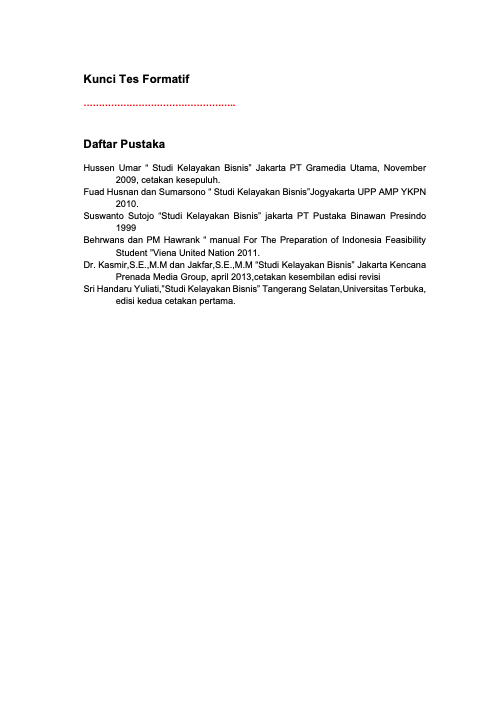 Kunci Tes Formatif
…………………………………………..
Daftar Pustaka
Hussen Umar “ Studi Kelayakan Bisnis” Jakarta PT Gramedia Utama, November
2009, cetakan kesepuluh.
Fuad Husnan dan Sumarsono “ Studi Kelayakan Bisnis”Jogyakarta UPP AMP YKPN
2010.
Suswanto Sutojo “Studi Kelayakan Bisnis” jakarta PT Pustaka Binawan Presindo
1999
Behrwans dan PM Hawrank “ manual For The Preparation of Indonesia Feasibility
Student ”Viena United Nation 2011.
Dr. Kasmir,S.E.,M.M dan Jakfar,S.E.,M.M “Studi Kelayakan Bisnis” Jakarta Kencana
Prenada Media Group, april 2013,cetakan kesembilan edisi revisi
Sri Handaru Yuliati,”Studi Kelayakan Bisnis” Tangerang Selatan,Universitas Terbuka,
edisi kedua cetakan pertama.